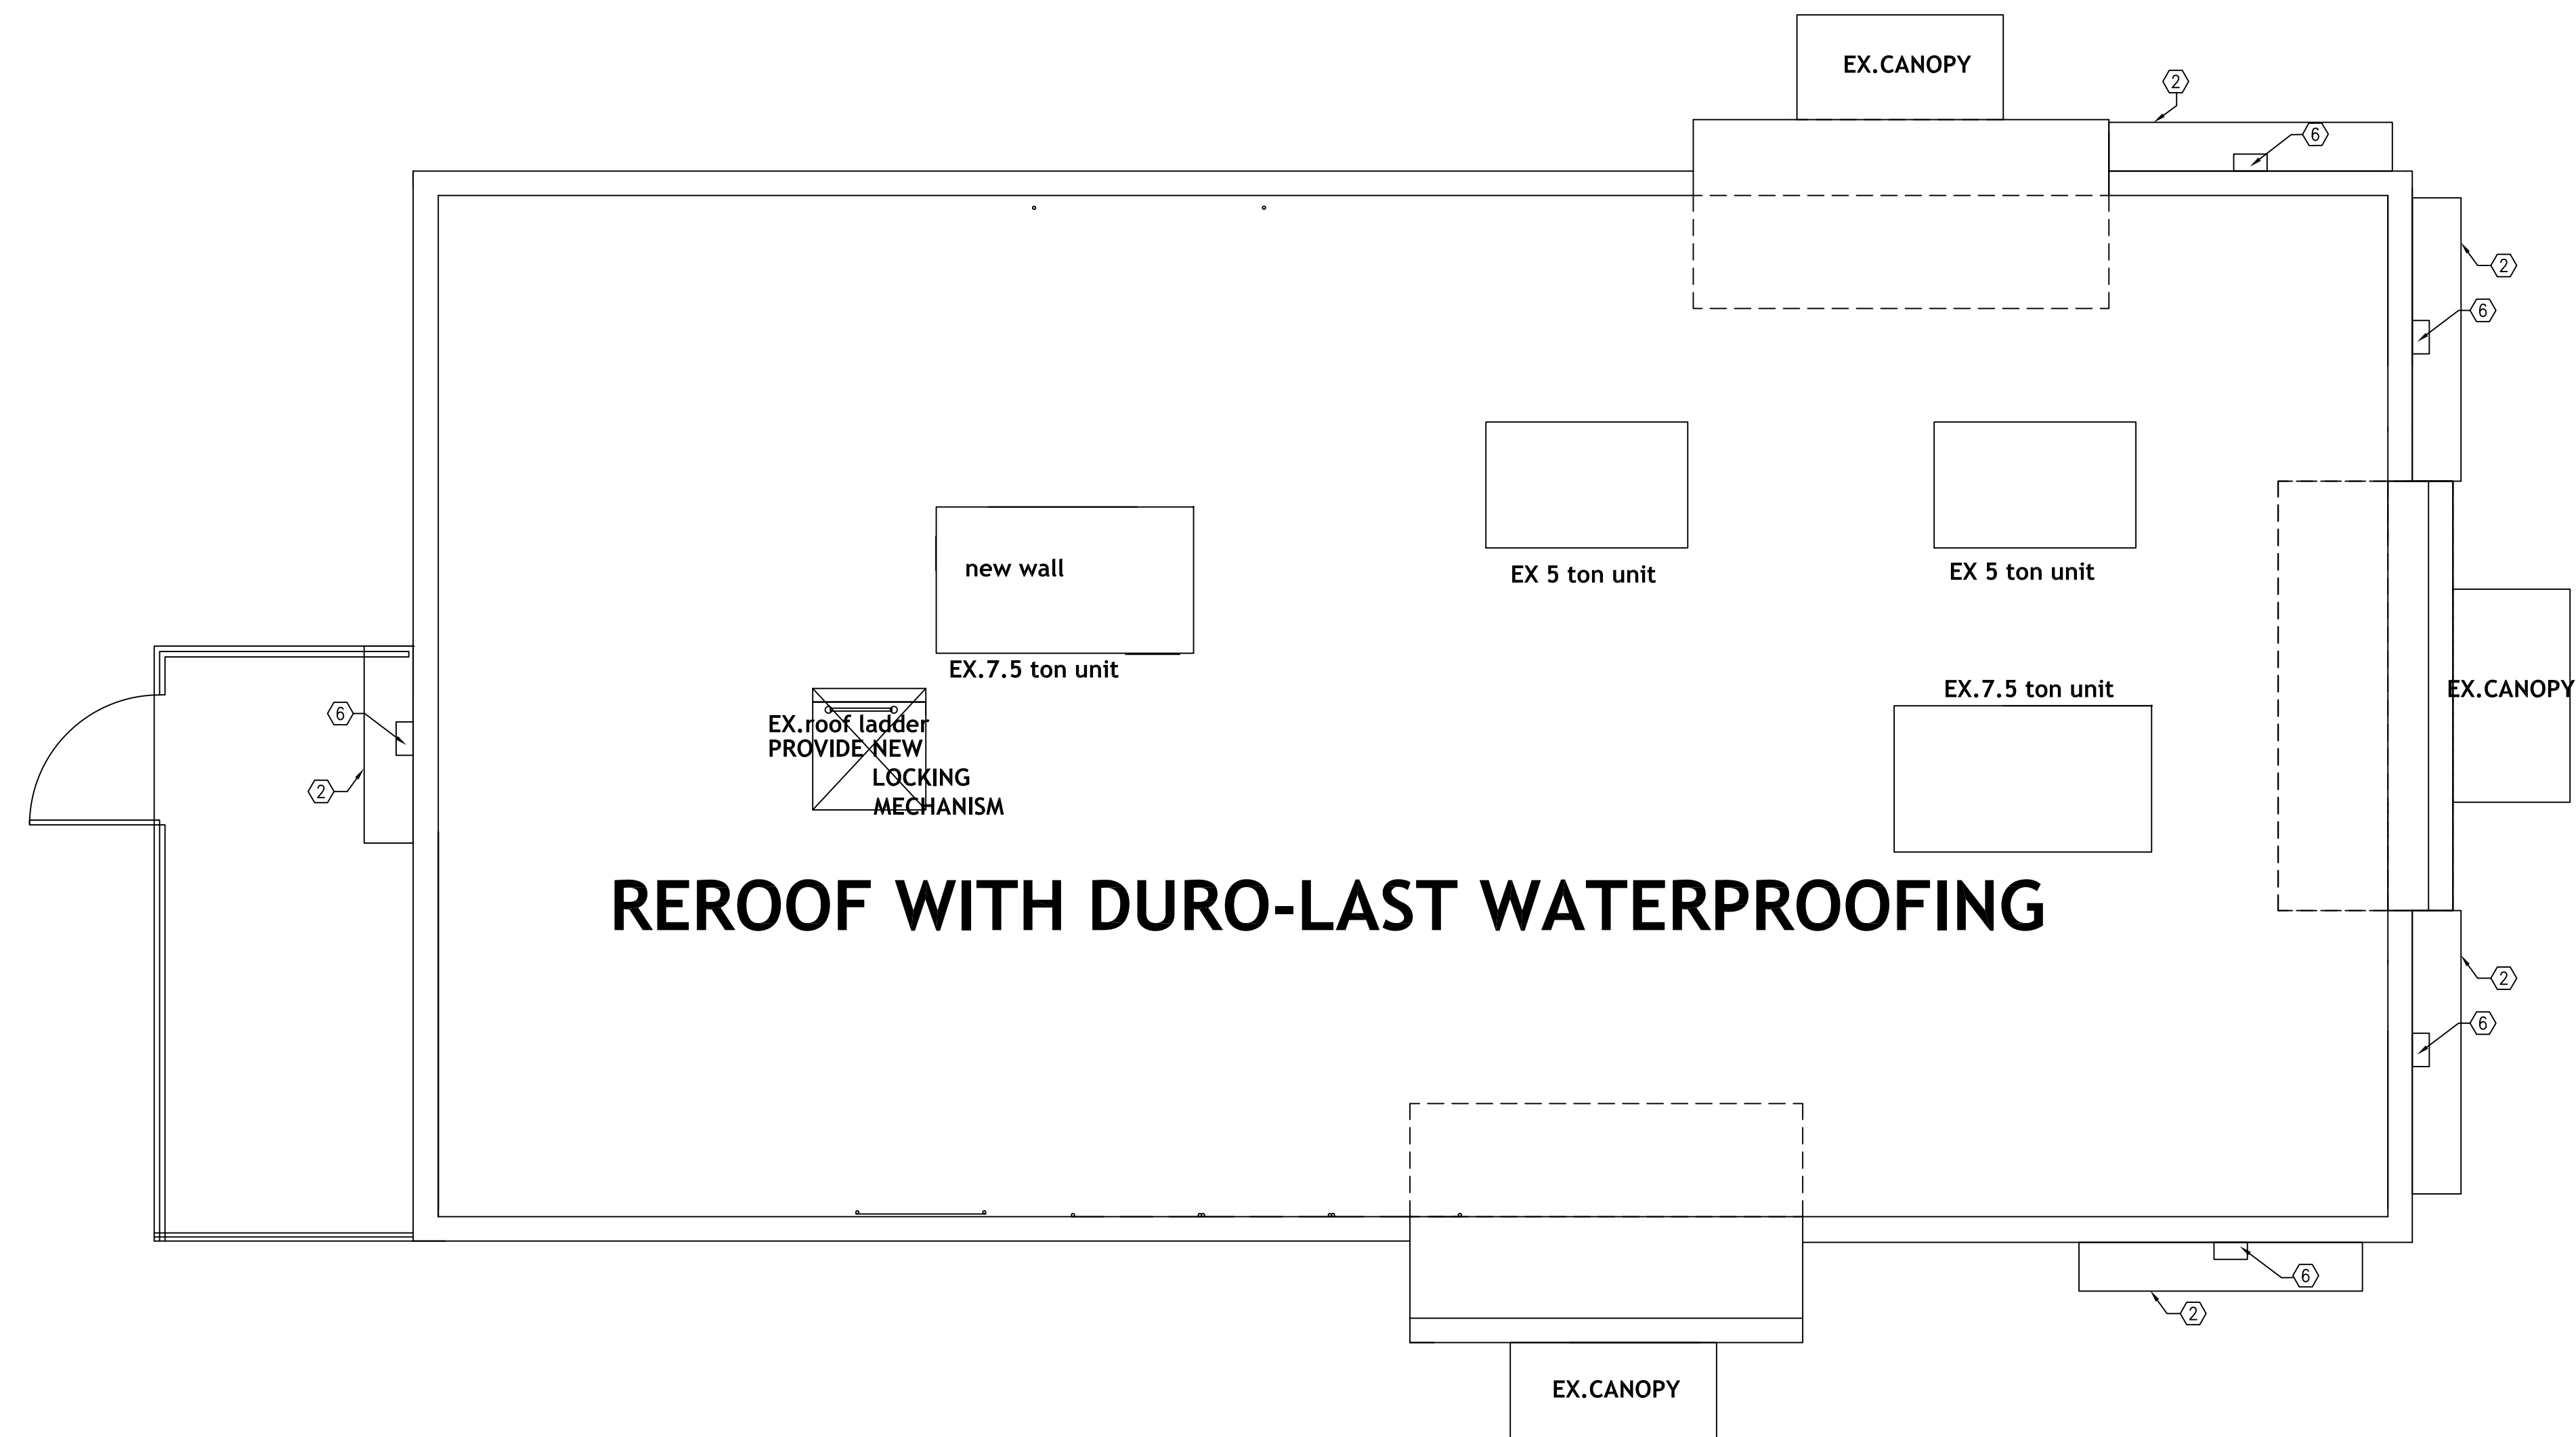 EX.CANOPY
2
6
2
6
EX 5 ton unit
EX 5 ton unit
new wall
EX.7.5 ton unit
EX.7.5 ton unit
EX.CANOPY
6
EX.roof ladder
PROVIDE NEW
LOCKING
MECHANISM
2
REROOF WITH DURO-LAST WATERPROOFING
2
6
6
2
EX.CANOPY